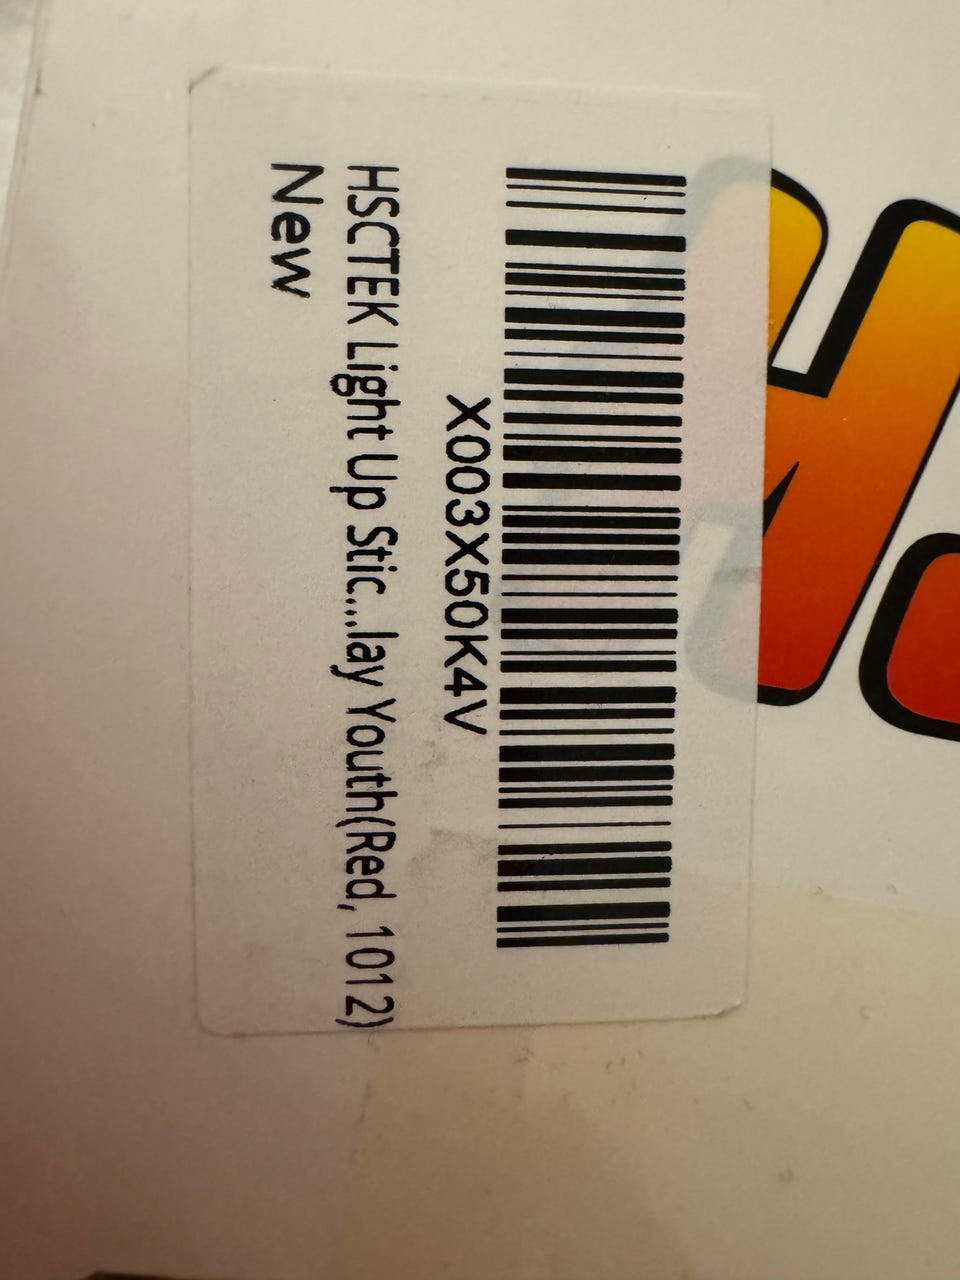 X003X50K4V
HSCTEK Light Up Stic...lay Youth(Red, 1012)
New